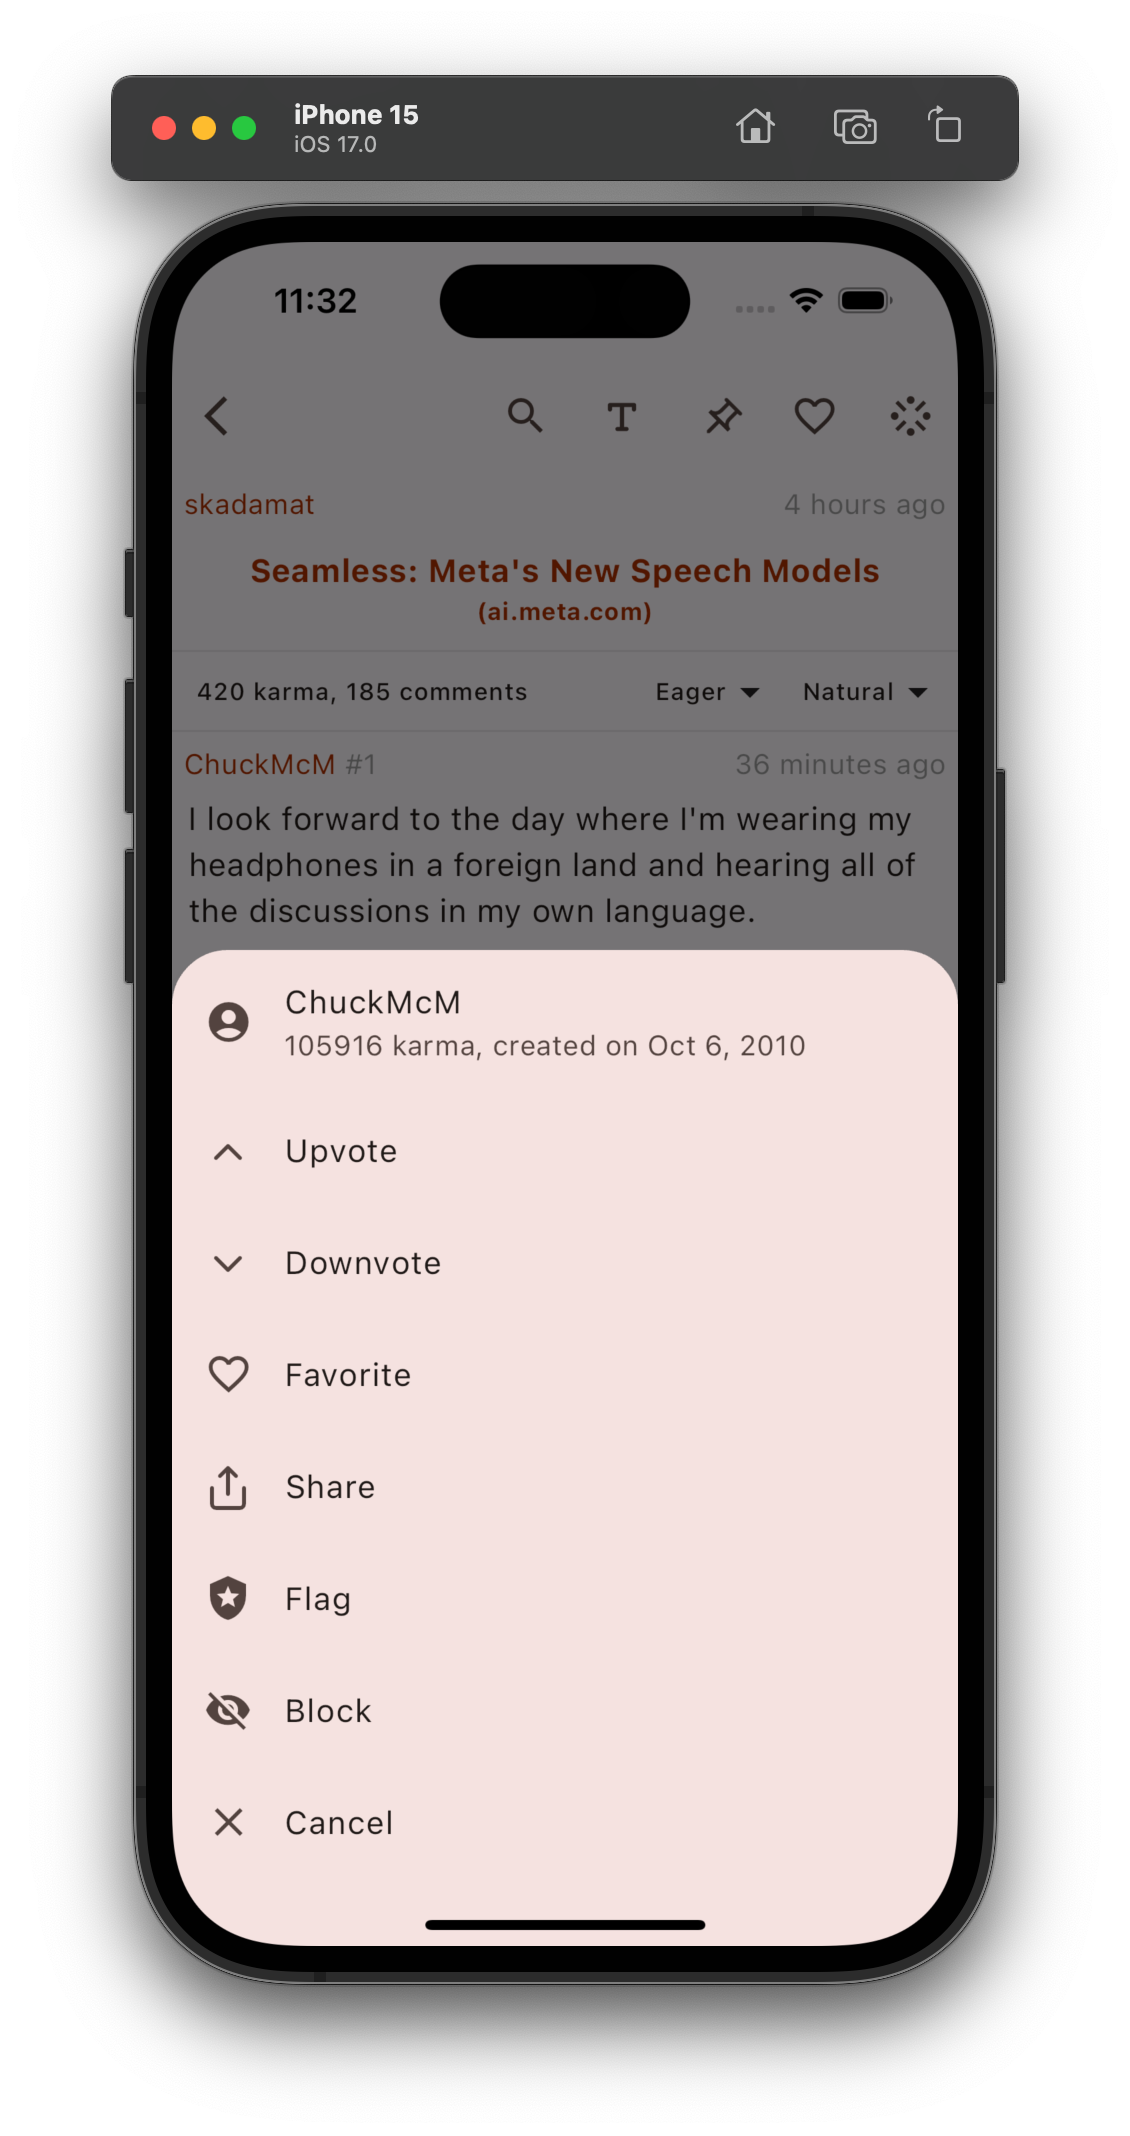 iPhone 15
iOS 17.0
11:32
skadamat 4 hours ago
Seamless: Meta's New Speech Models
(ai.meta.com)
420 karma, 185 comments Eager Natural
ChuckMcM #1 36 minutes ago
I look forward to the day where I'm wearing my
headphones in a foreign land and hearing all of
the discussions in my own language.
ChuckMcM
105916 karma, created on Oct 6, 2010
Upvote
Downvote
Favorite
Share
Flag
Block
Cancel